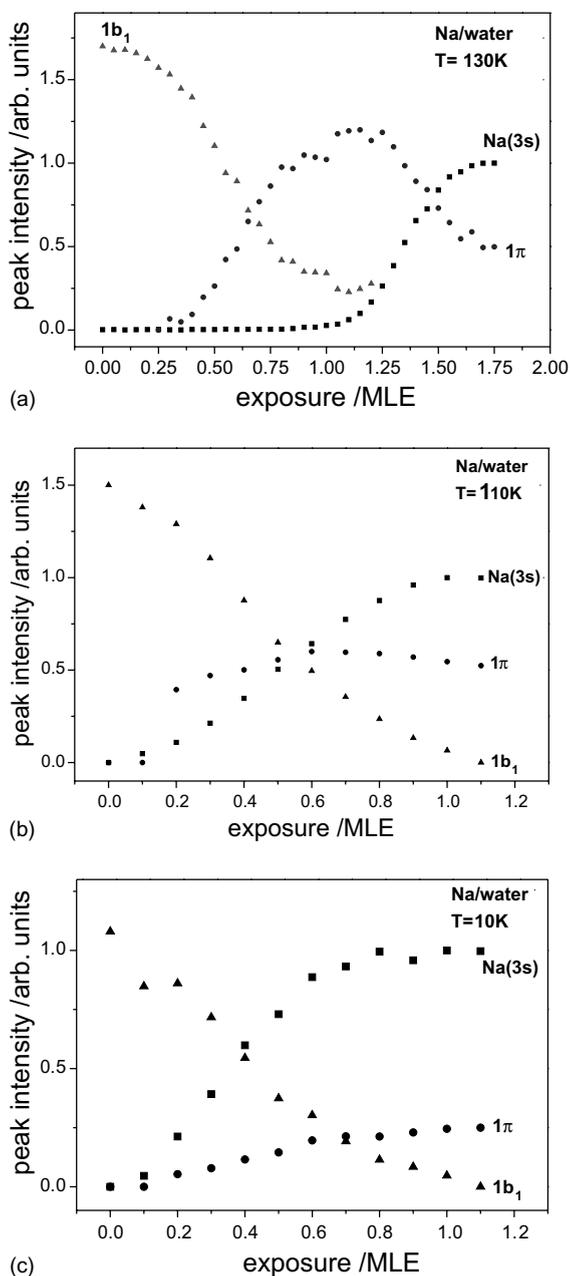 1b₁
Na/water
T= 130K
Na(3s)
1π
1.5
1.0
0.5
0.0
peak intensity /arb. units
0.00 0.25 0.50 0.75 1.00 1.25 1.50 1.75 2.00
exposure /MLE
(a)
Na/water
T= 110K
Na(3s)
1π
1b₁
1.5
1.0
0.5
0.0
peak intensity /arb. units
0.0 0.2 0.4 0.6 0.8 1.0 1.2
exposure /MLE
(b)
Na/water
T=10K
Na(3s)
1π
1b₁
1.0
0.5
0.0
peak intensity /arb. units
0.0 0.2 0.4 0.6 0.8 1.0 1.2
exposure /MLE
(c)